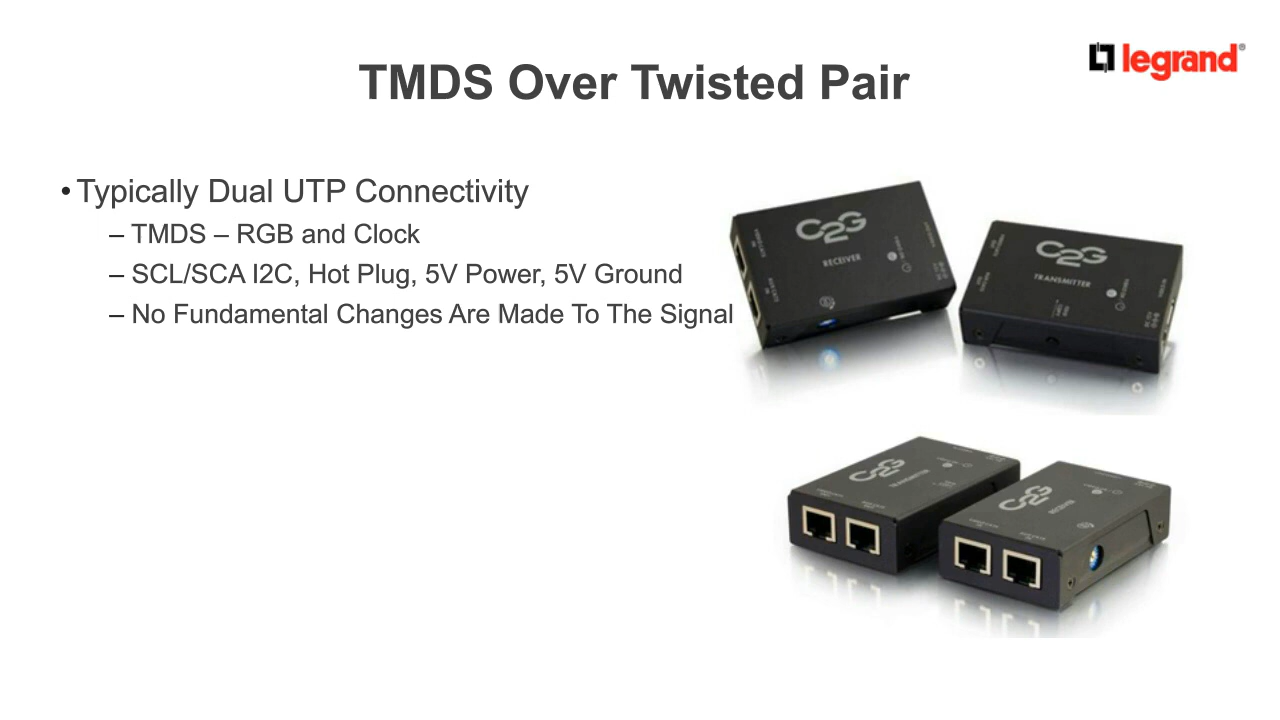 TMDS Over Twisted Pair
legrand®
• Typically Dual UTP Connectivity
– TMDS – RGB and Clock
– SCL/SCA I2C, Hot Plug, 5V Power, 5V Ground
– No Fundamental Changes Are Made To The Signal
C2G
RECEIVER
C2G
TRANSMITTER
C2G
TRANSMITTER
C2G
RECEIVER